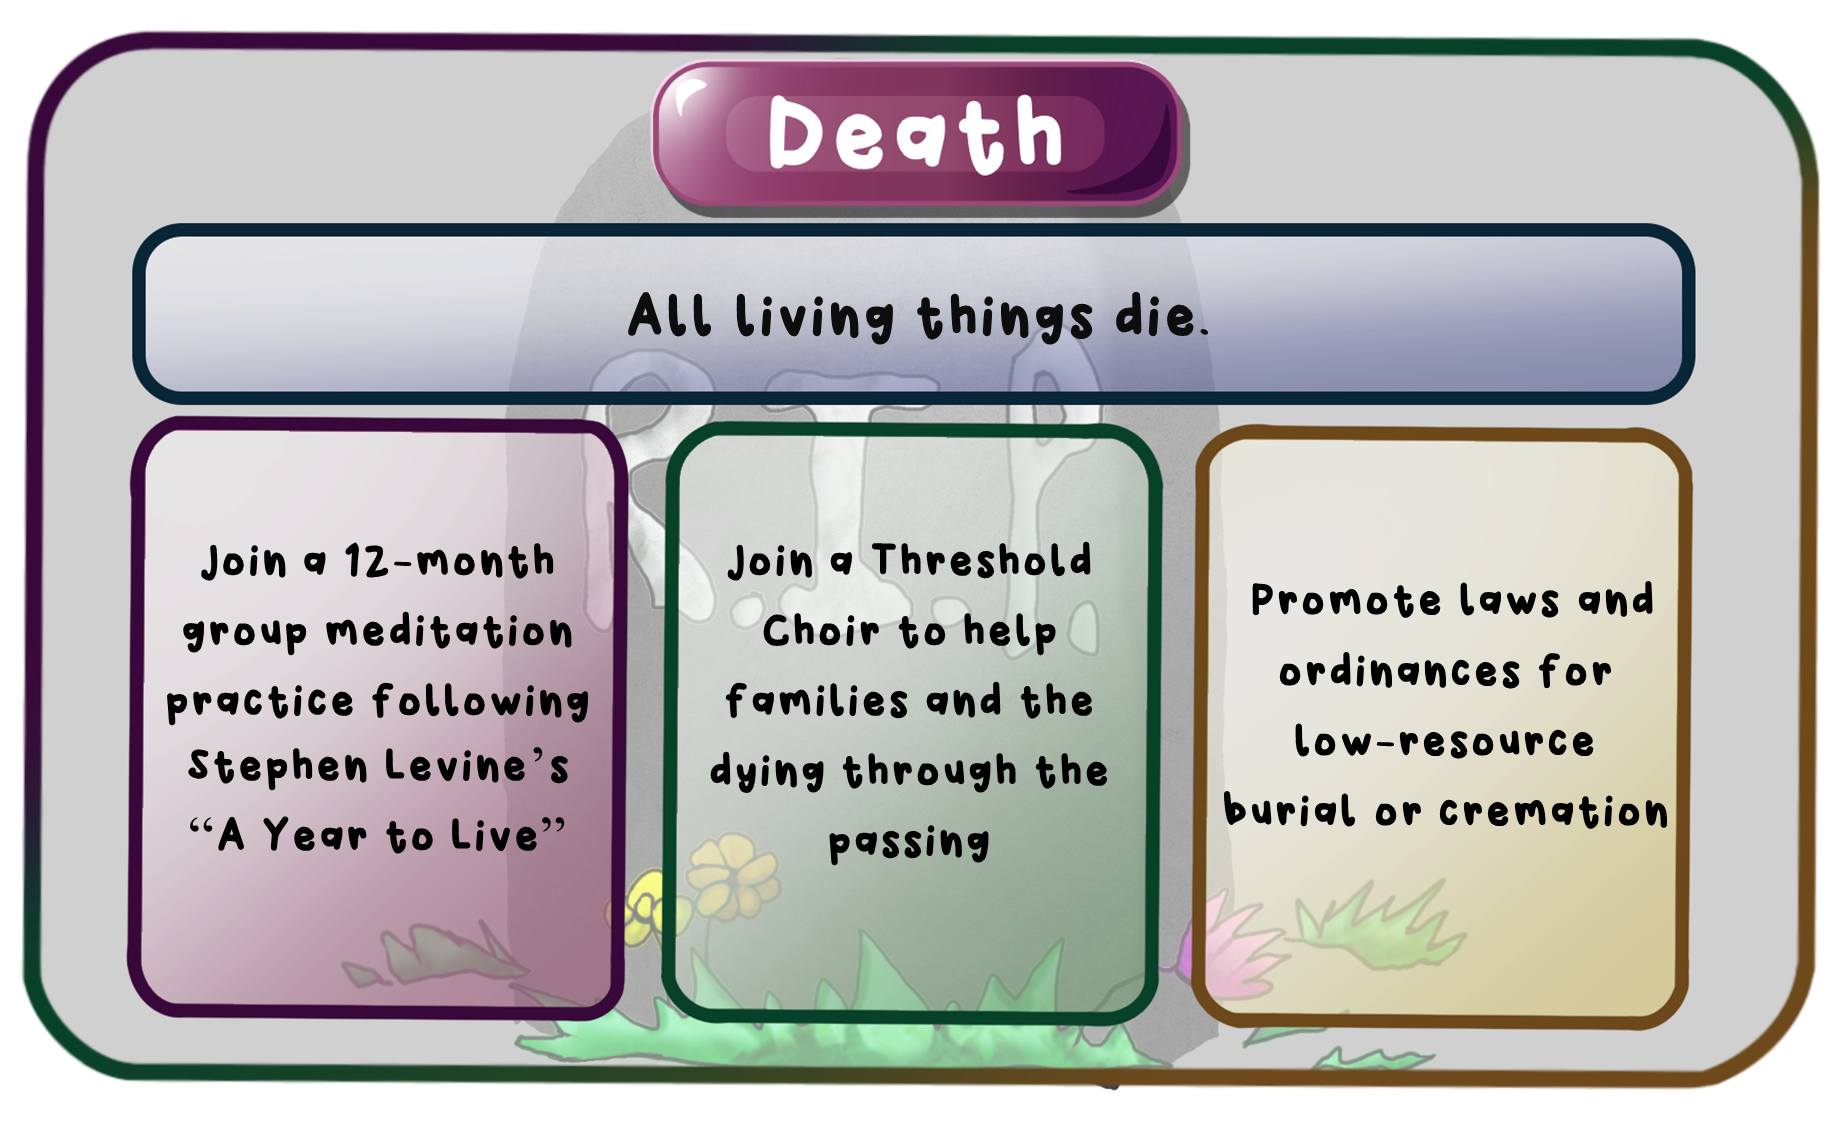 Death
All living things die.
R.I.P.
Join a 12-month
group meditation
practice following
Stephen Levine’s
“A Year to Live”
Join a Threshold
Choir to help
families and the
dying through the
passing
Promote laws and
ordinances for
low-resource
burial or cremation